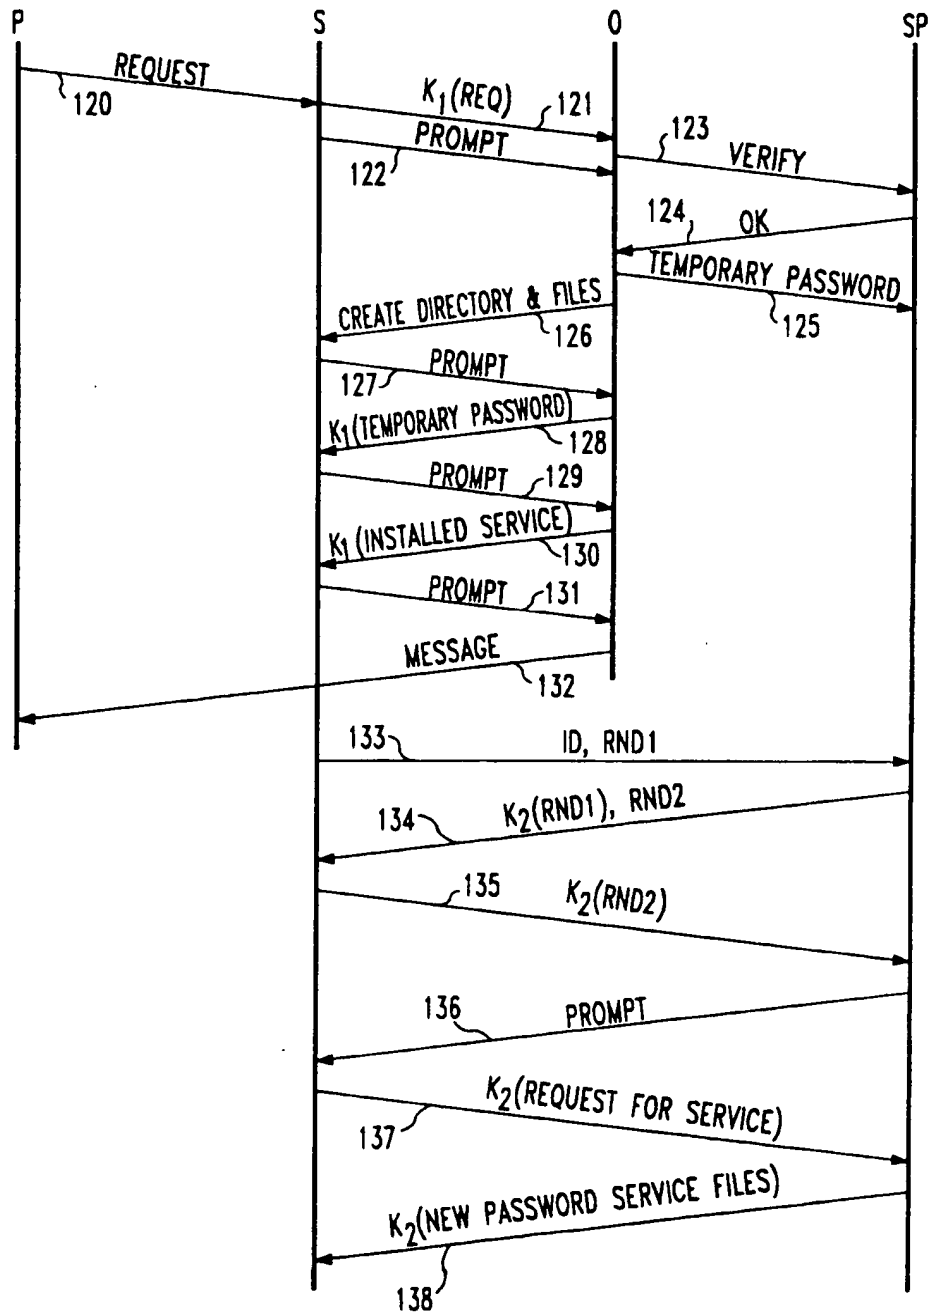 P S O SP
REQUEST
120
K1(REQ)
121
PROMPT
122
123
VERIFY
124
OK
TEMPORARY PASSWORD
125
CREATE DIRECTORY & FILES
126
PROMPT
127
K1(TEMPORARY PASSWORD)
128
PROMPT
129
K1(INSTALLED SERVICE)
130
PROMPT
131
MESSAGE
132
133
ID, RND1
K2(RND1), RND2
134
135
K2(RND2)
136
PROMPT
K2(REQUEST FOR SERVICE)
137
K2(NEW PASSWORD SERVICE FILES)
138